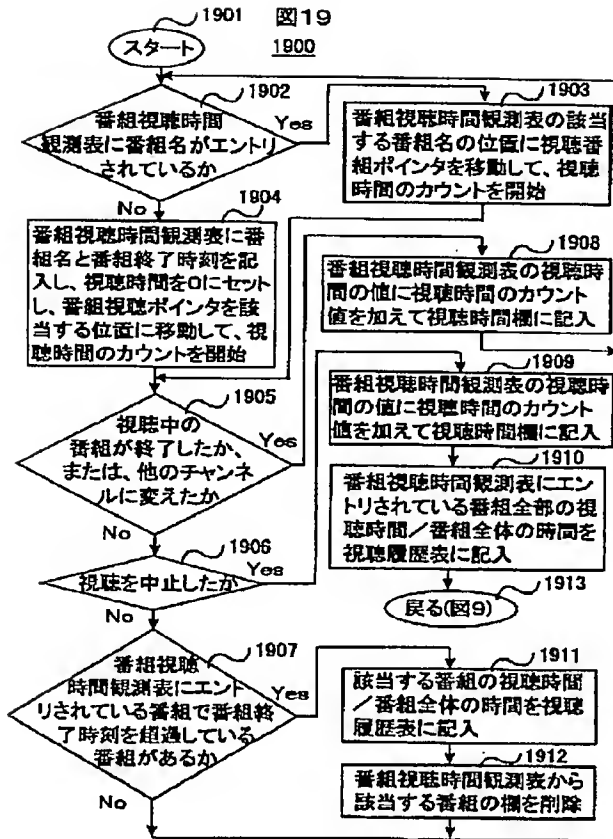 図19
1900
1901
スタート
1902
番組視聴時間
観測表に番組名がエントリ
されているか
Yes
No
1903
番組視聴時間観測表の該当
する番組名の位置に視聴番
組ポインタを移動して、視聴
時間のカウントを開始
1904
番組視聴時間観測表に番組
名と番組終了時刻を記
入し、視聴時間を0にセット
し、番組視聴ポインタを該
当する位置に移動して、視
聴時間のカウントを開始
1905
視聴中の
番組が終了したか、
または、他のチャンネ
ルに変えたか
Yes
No
1906
視聴を中止したか
Yes
No
1907
番組視聴
時間観測表にエント
リされている番組で番組終
了時刻を超過している
番組があるか
Yes
No
1908
番組視聴時間観測表の視聴時
間の値に視聴時間のカウント
値を加えて視聴時間欄に記入
1909
番組視聴時間観測表の視聴時
間の値に視聴時間のカウント
値を加えて視聴時間欄に記入
1910
番組視聴時間観測表にエン
トリされている番組全部の視
聴時間/番組全体の時間を
視聴履歴表に記入
1913
戻る(図9)
1911
該当する番組の視聴時間
/番組全体の時間を視聴
履歴表に記入
1912
番組視聴時間観測表から
該当する番組の欄を削除